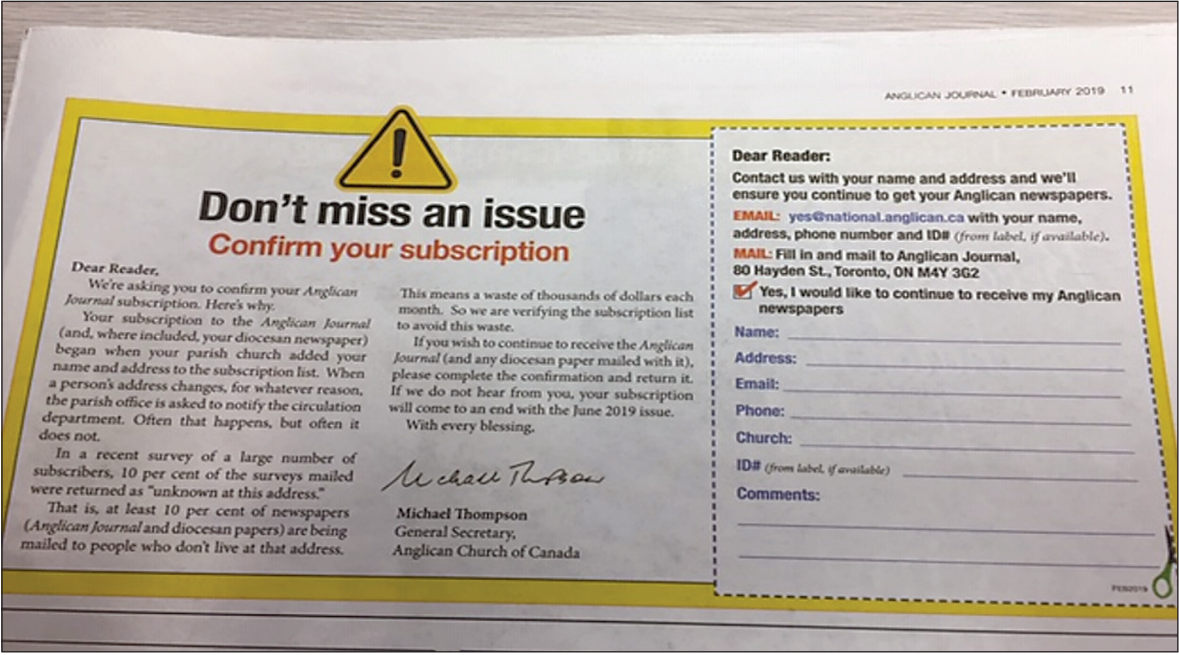 ANGLICAN JOURNAL • FEBRUARY 2019 11
!
Don't miss an issue
Confirm your subscription
Dear Reader,
We're asking you to confirm your Anglican
Journal subscription. Here's why.
Your subscription to the Anglican Journal
(and, where included, your diocesan newspaper)
began when your parish church added your
name and address to the subscription list. When
a person's address changes, for whatever reason,
the parish office is asked to notify the circulation
department. Often that happens, but often it
does not.
In a recent survey of a large number of
subscribers, 10 per cent of the surveys mailed
were returned as "unknown at this address."
That is, at least 10 per cent of newspapers
(Anglican Journal and diocesan papers) are being
mailed to people who don't live at that address.
This means a waste of thousands of dollars each
month. So we are verifying the subscription list
to avoid this waste.
If you wish to continue to receive the Anglican
Journal (and any diocesan paper mailed with it),
please complete the confirmation and return it.
If we do not hear from you, your subscription
will come to an end with the June 2019 issue.
With every blessing,
Michael Thompson
Michael Thompson
General Secretary,
Anglican Church of Canada
Dear Reader:
Contact us with your name and address and we'll
ensure you continue to get your Anglican newspapers.
EMAIL: yes@national.anglican.ca with your name,
address, phone number and ID# (from label, if available).
MAIL: Fill in and mail to Anglican Journal,
80 Hayden St., Toronto, ON M4Y 3G2
Yes, I would like to continue to receive my Anglican
newspapers
Name:
Address:
Email:
Phone:
Church:
ID# (from label, if available)
Comments:
FEB2019